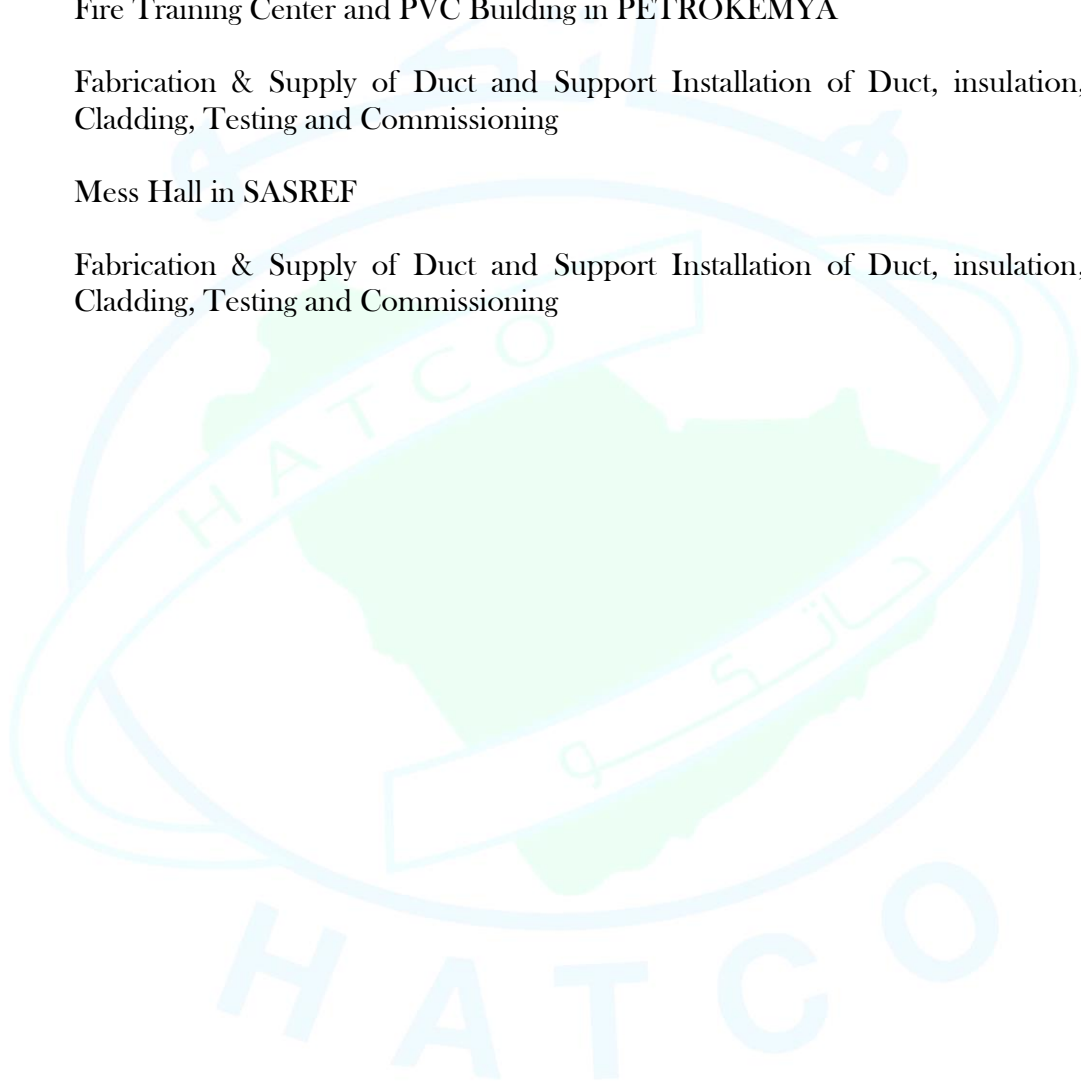 Fire Training Center and PVC Building in PETROKEMYA
Fabrication & Supply of Duct and Support Installation of Duct, insulation,
Cladding, Testing and Commissioning
Mess Hall in SASREF
Fabrication & Supply of Duct and Support Installation of Duct, insulation,
Cladding, Testing and Commissioning
HATCO
حاتكو
HATCO